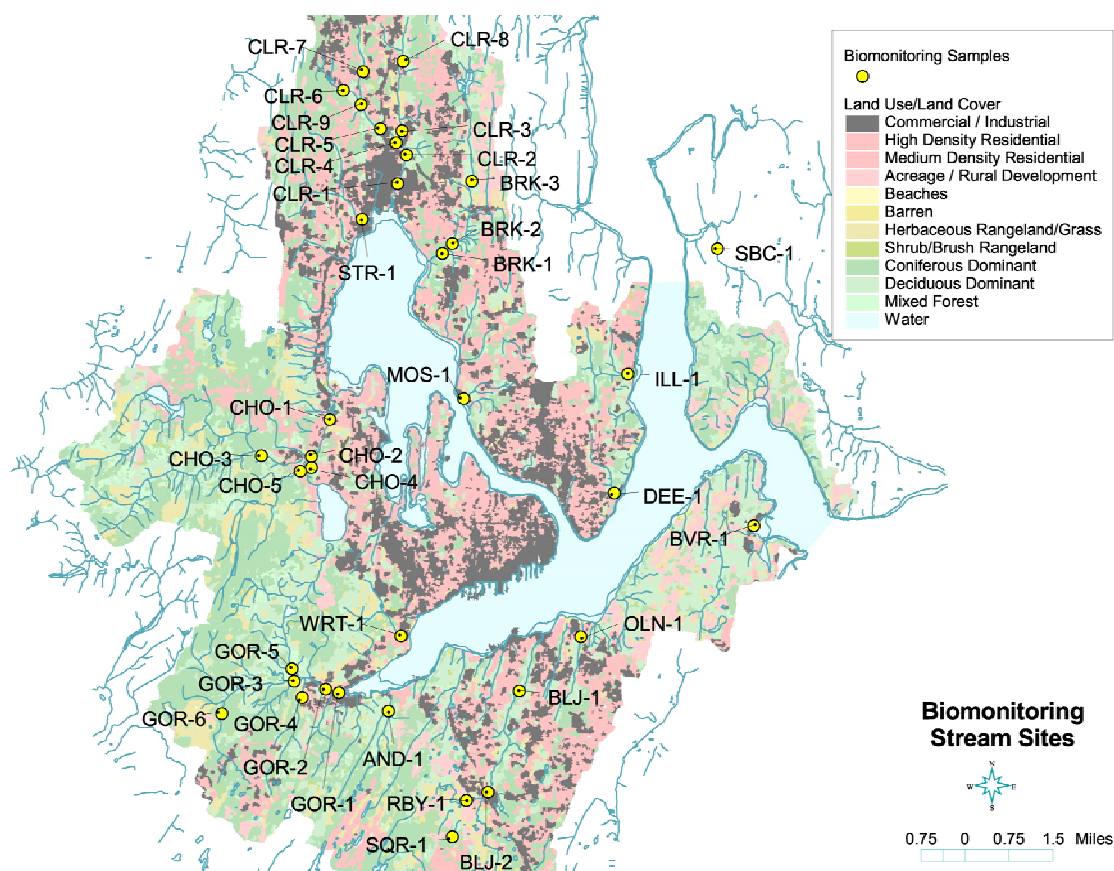 CLR-8
CLR-7
CLR-6
CLR-9
CLR-3
CLR-5
CLR-4
CLR-2
BRK-3
CLR-1
BRK-2
BRK-1
STR-1
SBC-1
MOS-1
ILL-1
CHO-1
CHO-2
CHO-3
CHO-4
CHO-5
DEE-1
BVR-1
WRT-1
OLN-1
GOR-5
GOR-3
BLJ-1
GOR-6
GOR-4
AND-1
GOR-2
GOR-1
RBY-1
SQR-1
BLJ-2
Biomonitoring Samples
Land Use/Land Cover
Commercial / Industrial
High Density Residential
Medium Density Residential
Acreage / Rural Development
Beaches
Barren
Herbaceous Rangeland/Grass
Shrub/Brush Rangeland
Coniferous Dominant
Deciduous Dominant
Mixed Forest
Water
Biomonitoring
Stream Sites
N
W E
S
0.75 0 0.75 1.5 Miles